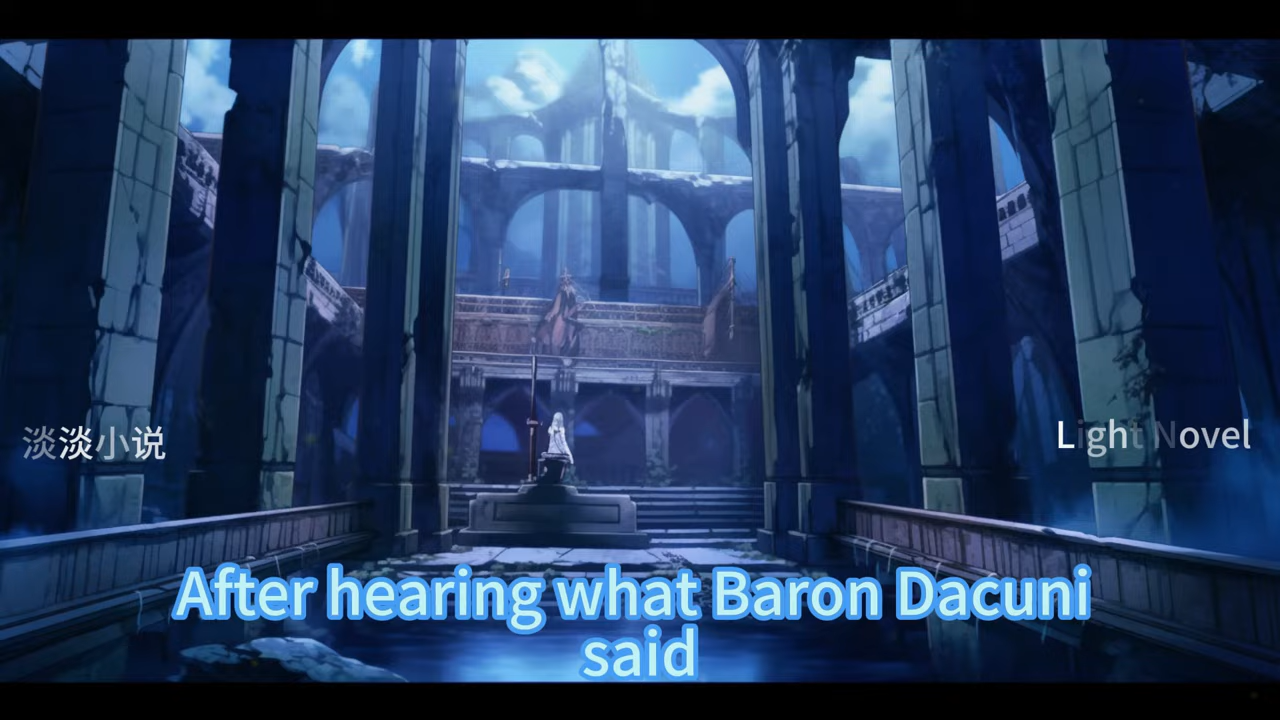 淡淡小说
Light Novel
After hearing what Baron Dacuni
said